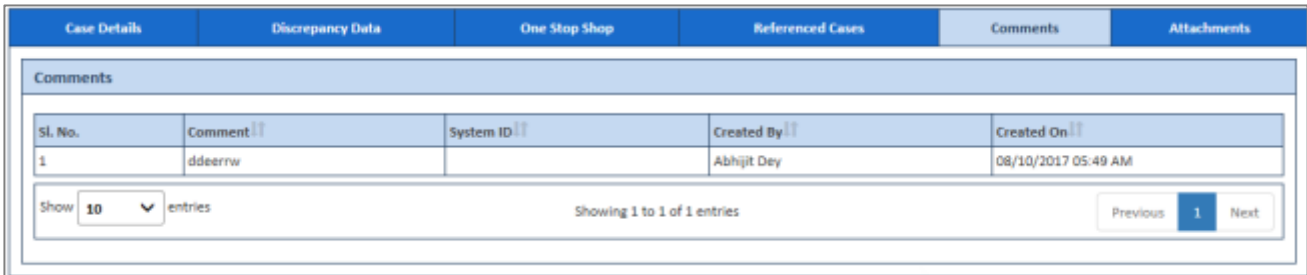 Case Details Discrepancy Data One Stop Shop Referenced Cases Comments Attachments
Comments
Sl. No. Comment System ID Created By Created On
1 ddeerrw Abhijit Dey 08/10/2017 05:49 AM
Show 10 entries Showing 1 to 1 of 1 entries Previous 1 Next